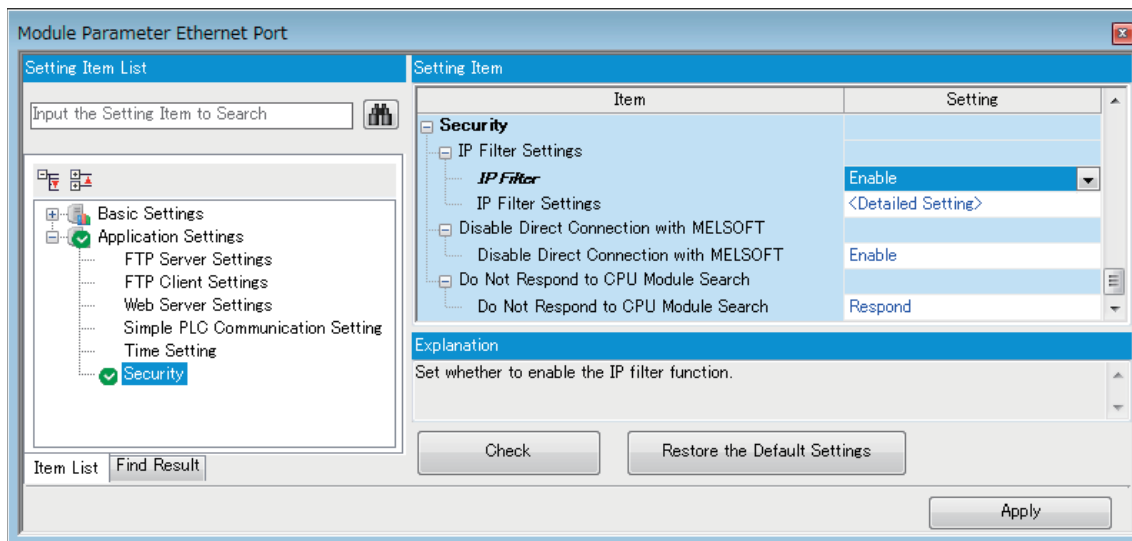 Module Parameter Ethernet Port
Setting Item List
Input the Setting Item to Search
Basic Settings
Application Settings
FTP Server Settings
FTP Client Settings
Web Server Settings
Simple PLC Communication Setting
Time Setting
Security
Item List Find Result
Setting Item
Item Setting
Security
IP Filter Settings
IP Filter Enable
IP Filter Settings <Detailed Setting>
Disable Direct Connection with MELSOFT
Disable Direct Connection with MELSOFT Enable
Do Not Respond to CPU Module Search
Do Not Respond to CPU Module Search Respond
Explanation
Set whether to enable the IP filter function.
Check Restore the Default Settings
Apply